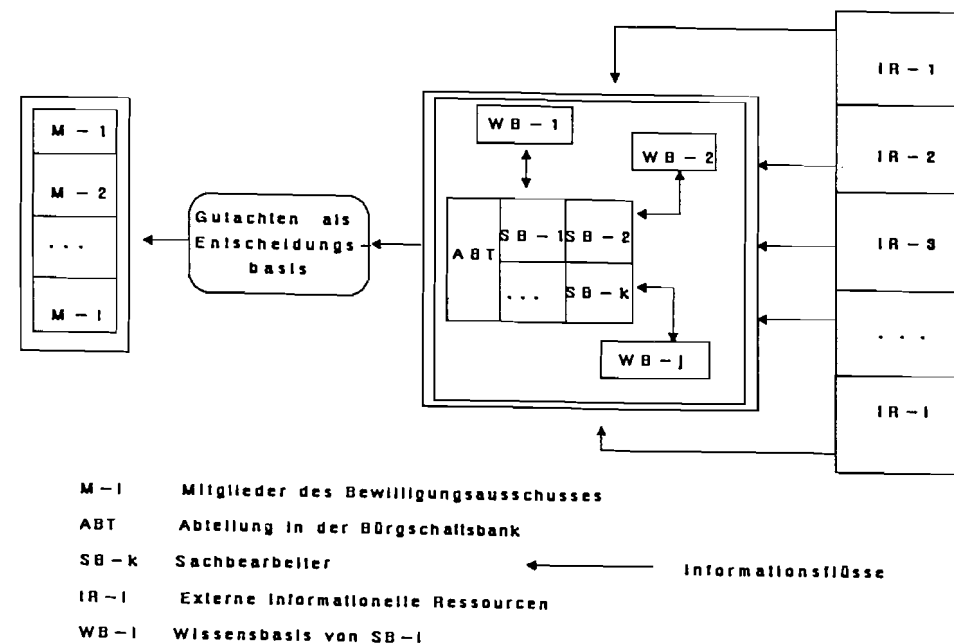 M - 1
M - 2
...
M - I
Gutachten als
Entscheidungs-
basis
WB - 1
WB - 2
ABT
SB - 1
SB - 2
...
SB - k
WB - j
IR - 1
IR - 2
IR - 3
...
IR - I
M - I Mitglieder des Bewilligungsausschusses
ABT Abteilung in der Bürgschaftsbank
SB - k Sachbearbeiter
Informationsflüsse
IR - I Externe Informationelle Ressourcen
WB - I Wissensbasis von SB - I